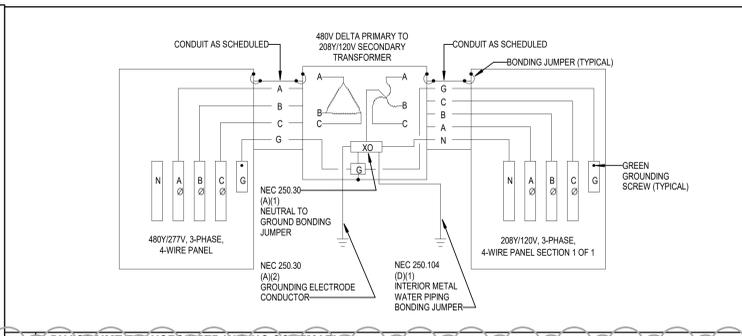 480V DELTA PRIMARY TO
208Y/120V SECONDARY
TRANSFORMER
CONDUIT AS SCHEDULED
CONDUIT AS SCHEDULED
BONDING JUMPER (TYPICAL)
A
B
C
G
A
B
C
A
B
C
G
C
B
A
N
XO
G
N
A
Ø
B
Ø
C
Ø
G
N
A
Ø
B
Ø
C
Ø
G
GREEN
GROUNDING
SCREW (TYPICAL)
480Y/277V, 3-PHASE,
4-WIRE PANEL
NEC 250.30
(A)(1)
NEUTRAL TO
GROUND BONDING
JUMPER
208Y/120V, 3-PHASE,
4-WIRE PANEL SECTION 1 OF 1
NEC 250.30
(A)(2)
GROUNDING ELECTRODE
CONDUCTOR
NEC 250.104
(D)(1)
INTERIOR METAL
WATER PIPING
BONDING JUMPER